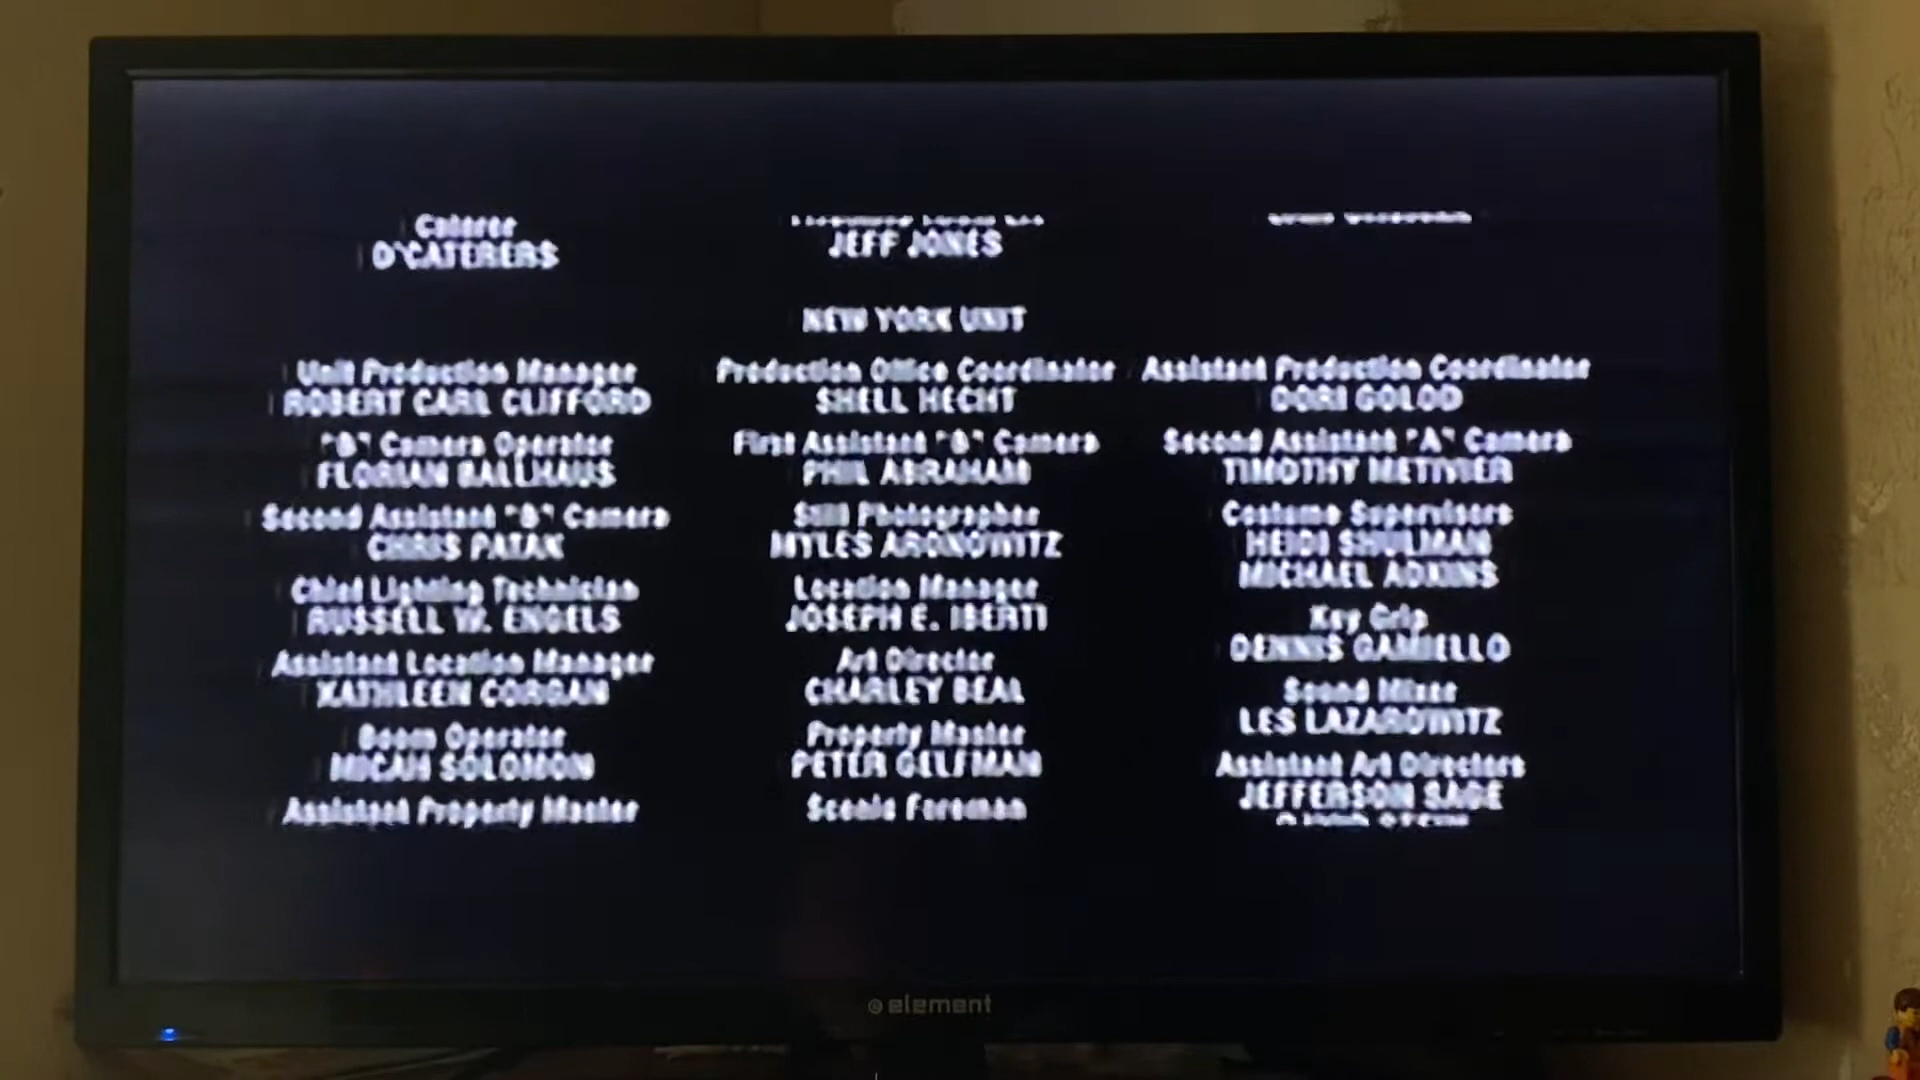 Caterer
D'CATERERS
JEFF JONES
NEW YORK UNIT
Unit Production Manager
ROBERT CARL CLIFFORD
"B" Camera Operator
FLORIAN BALLHAUS
Second Assistant "B" Camera
CHRIS PATAK
Chief Lighting Technician
RUSSELL W. ENGELS
Assistant Location Manager
KATHLEEN CORGAN
Boom Operator
MICAH SOLOMON
Assistant Property Master
Production Office Coordinator
SHELL HECHT
First Assistant "B" Camera
PHIL ABRAHAM
Still Photographer
MYLES ARONOWITZ
Location Manager
JOSEPH E. IBERTI
Art Director
CHARLEY BEAL
Property Master
PETER GELFMAN
Scenic Foreman
Assistant Production Coordinator
DORI GOLOD
Second Assistant "A" Camera
TIMOTHY METIVIER
Costume Supervisors
HEIDI SHULMAN
MICHAEL ADKINS
Key Grip
DENNIS GAMIELLO
Sound Mixer
LES LAZAROWITZ
Assistant Art Directors
JEFFERSON SAGE
element